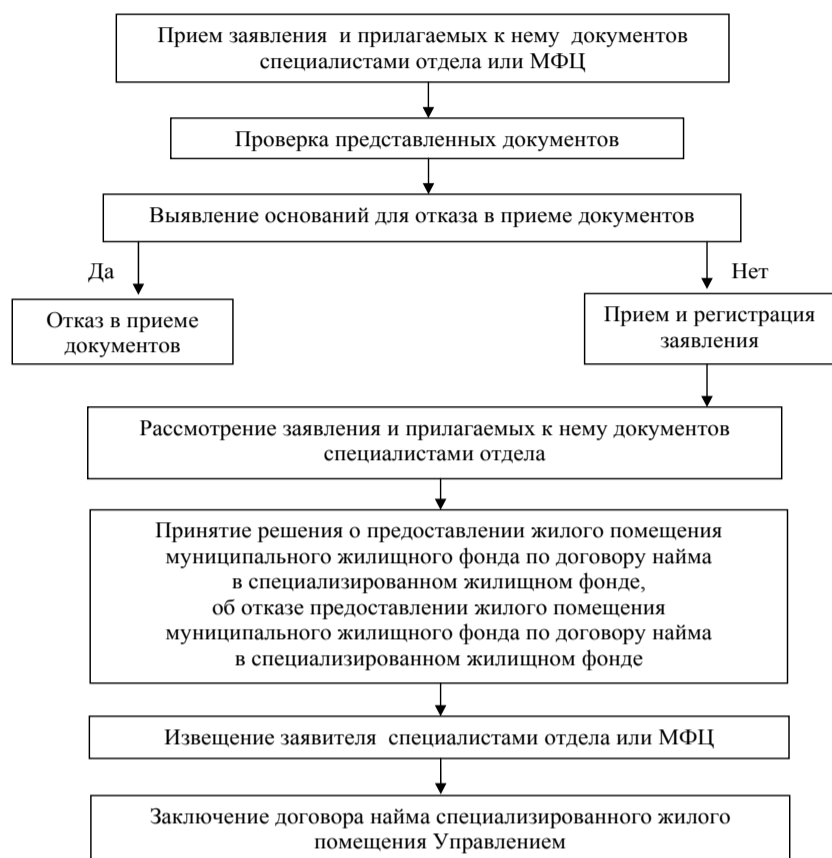 Прием заявления и прилагаемых к нему документов
специалистами отдела или МФЦ
Проверка представленных документов
Выявление оснований для отказа в приеме документов
Да
Нет
Отказ в приеме
документов
Прием и регистрация
заявления
Рассмотрение заявления и прилагаемых к нему документов
специалистами отдела
Принятие решения о предоставлении жилого помещения
муниципального жилищного фонда по договору найма
в специализированном жилищном фонде,
об отказе предоставлении жилого помещения
муниципального жилищного фонда по договору найма
в специализированном жилищном фонде
Извещение заявителя специалистами отдела или МФЦ
Заключение договора найма специализированного жилого
помещения Управлением